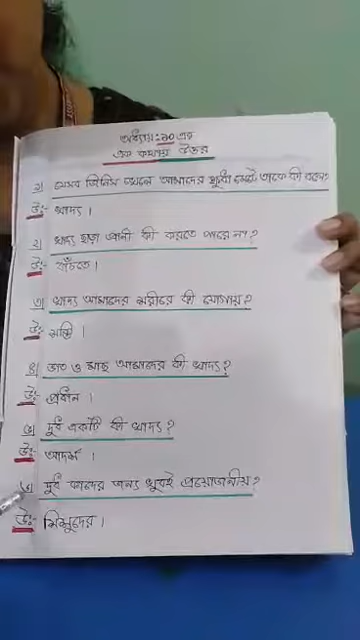 অধ্যায়:১০ এর
এক কথায় উত্তর
১) যেসব জিনিস খেলে আমাদের ক্ষুধা মেটে তাকে কী বলে?
উ:- খাদ্য।
২) খাদ্য ছাড়া প্রানী কী করতে পারে না?
উ:- বাঁচতে।
৩) খাদ্য আমাদের শরীরে কী যোগায়?
উ:- শক্তি।
৪) ভাত ও মাছ আমাদের কী খাদ্য?
উ:- প্রধান।
৫) দুধ একটি কী খাদ্য?
উ:- আদর্শ।
৬) দুধ কাদের জন্য খুবই প্রয়োজনীয়?
উ:- শিশুদের।